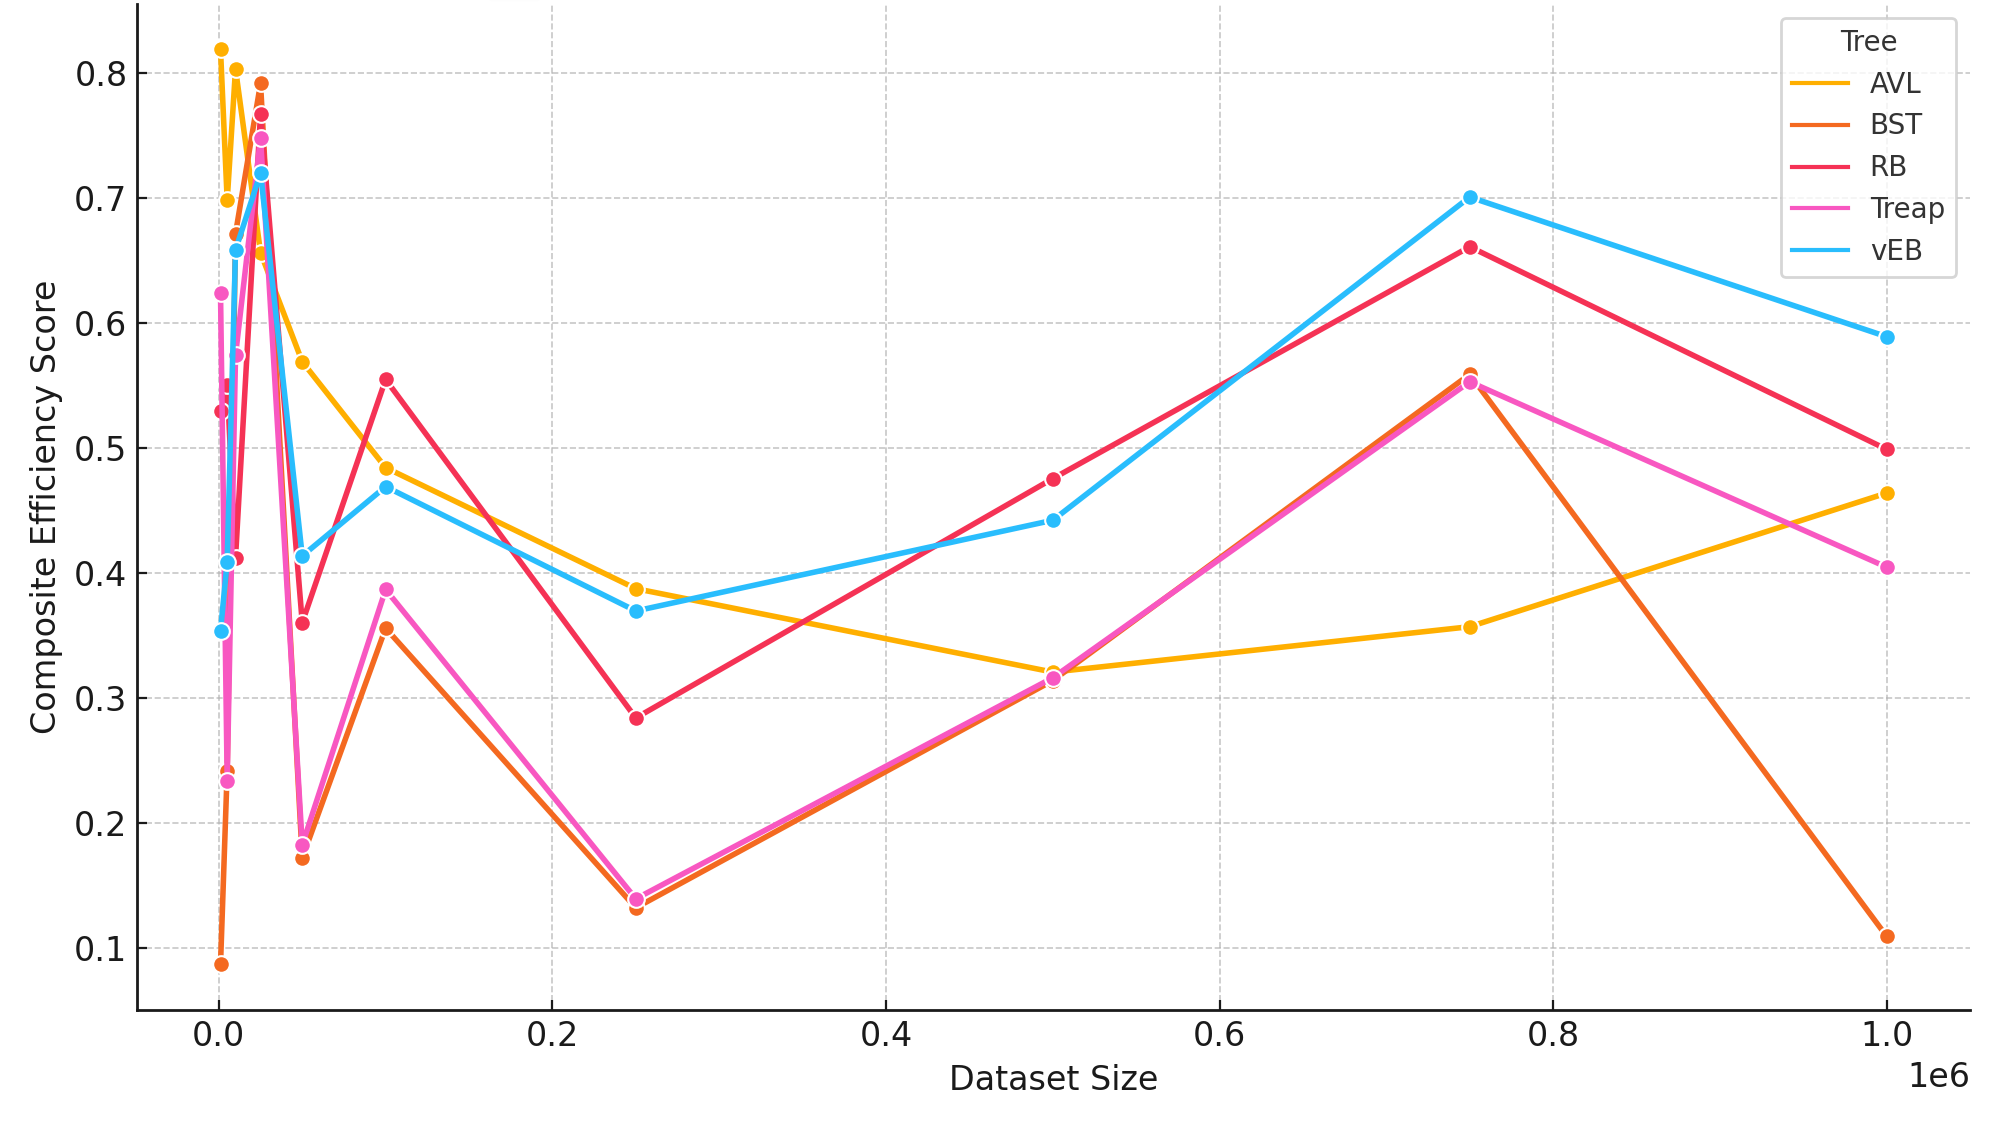 Composite Efficiency Score
0.8
0.7
0.6
0.5
0.4
0.3
0.2
0.1
0.0 0.2 0.4 0.6 0.8 1.0
1e6
Dataset Size
Tree
AVL
BST
RB
Treap
vEB